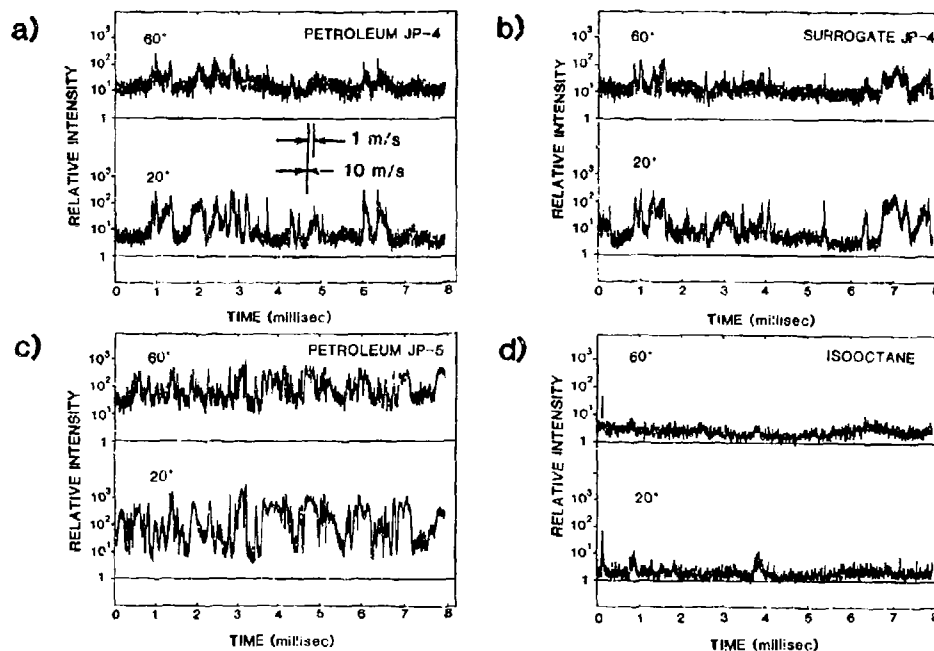 a)
PETROLEUM JP-4
60°
RELATIVE INTENSITY
10³
10²
10¹
1
1 m/s
10 m/s
20°
10³
10²
10¹
1
0 1 2 3 4 5 6 7 8
TIME (millisec)
b)
SURROGATE JP-4
60°
RELATIVE INTENSITY
10³
10²
10¹
1
20°
10³
10²
10¹
1
0 1 2 3 4 5 6 7 8
TIME (millisec)
c)
PETROLEUM JP-5
60°
RELATIVE INTENSITY
10³
10²
10¹
1
20°
10³
10²
10¹
1
0 1 2 3 4 5 6 7 8
TIME (millisec)
d)
ISOOCTANE
60°
RELATIVE INTENSITY
10³
10²
10¹
1
20°
10³
10²
10¹
1
0 1 2 3 4 5 6 7 8
TIME (millisec)